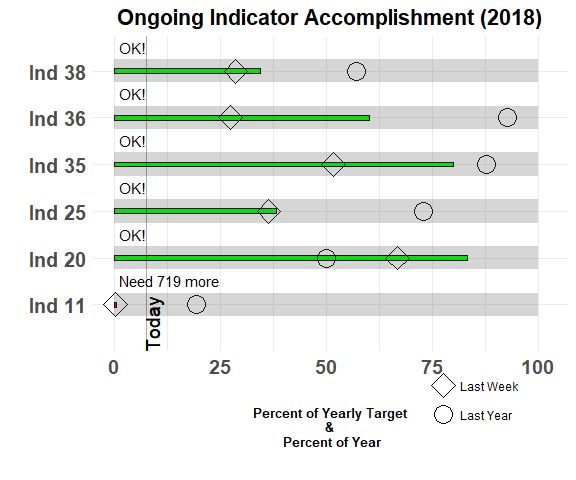 Ongoing Indicator Accomplishment (2018)
OK!
Ind 38
OK!
Ind 36
OK!
Ind 35
OK!
Ind 25
OK!
Ind 20
Need 719 more
Ind 11
Today
0 25 50 75 100
Last Week
Percent of Yearly Target
Last Year
&
Percent of Year